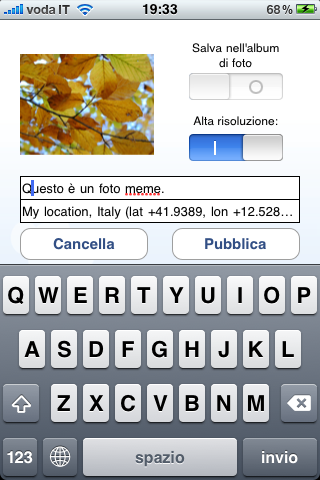 voda IT 19:33 68%
Salva nell'album
di foto
Alta risoluzione:
Questo è un foto meme.
My location, Italy (lat +41.9389, lon +12.528...
Cancella Pubblica
Q W E R T Y U I O P
A S D F G H J K L
Z X C V B N M
123 spazio invio